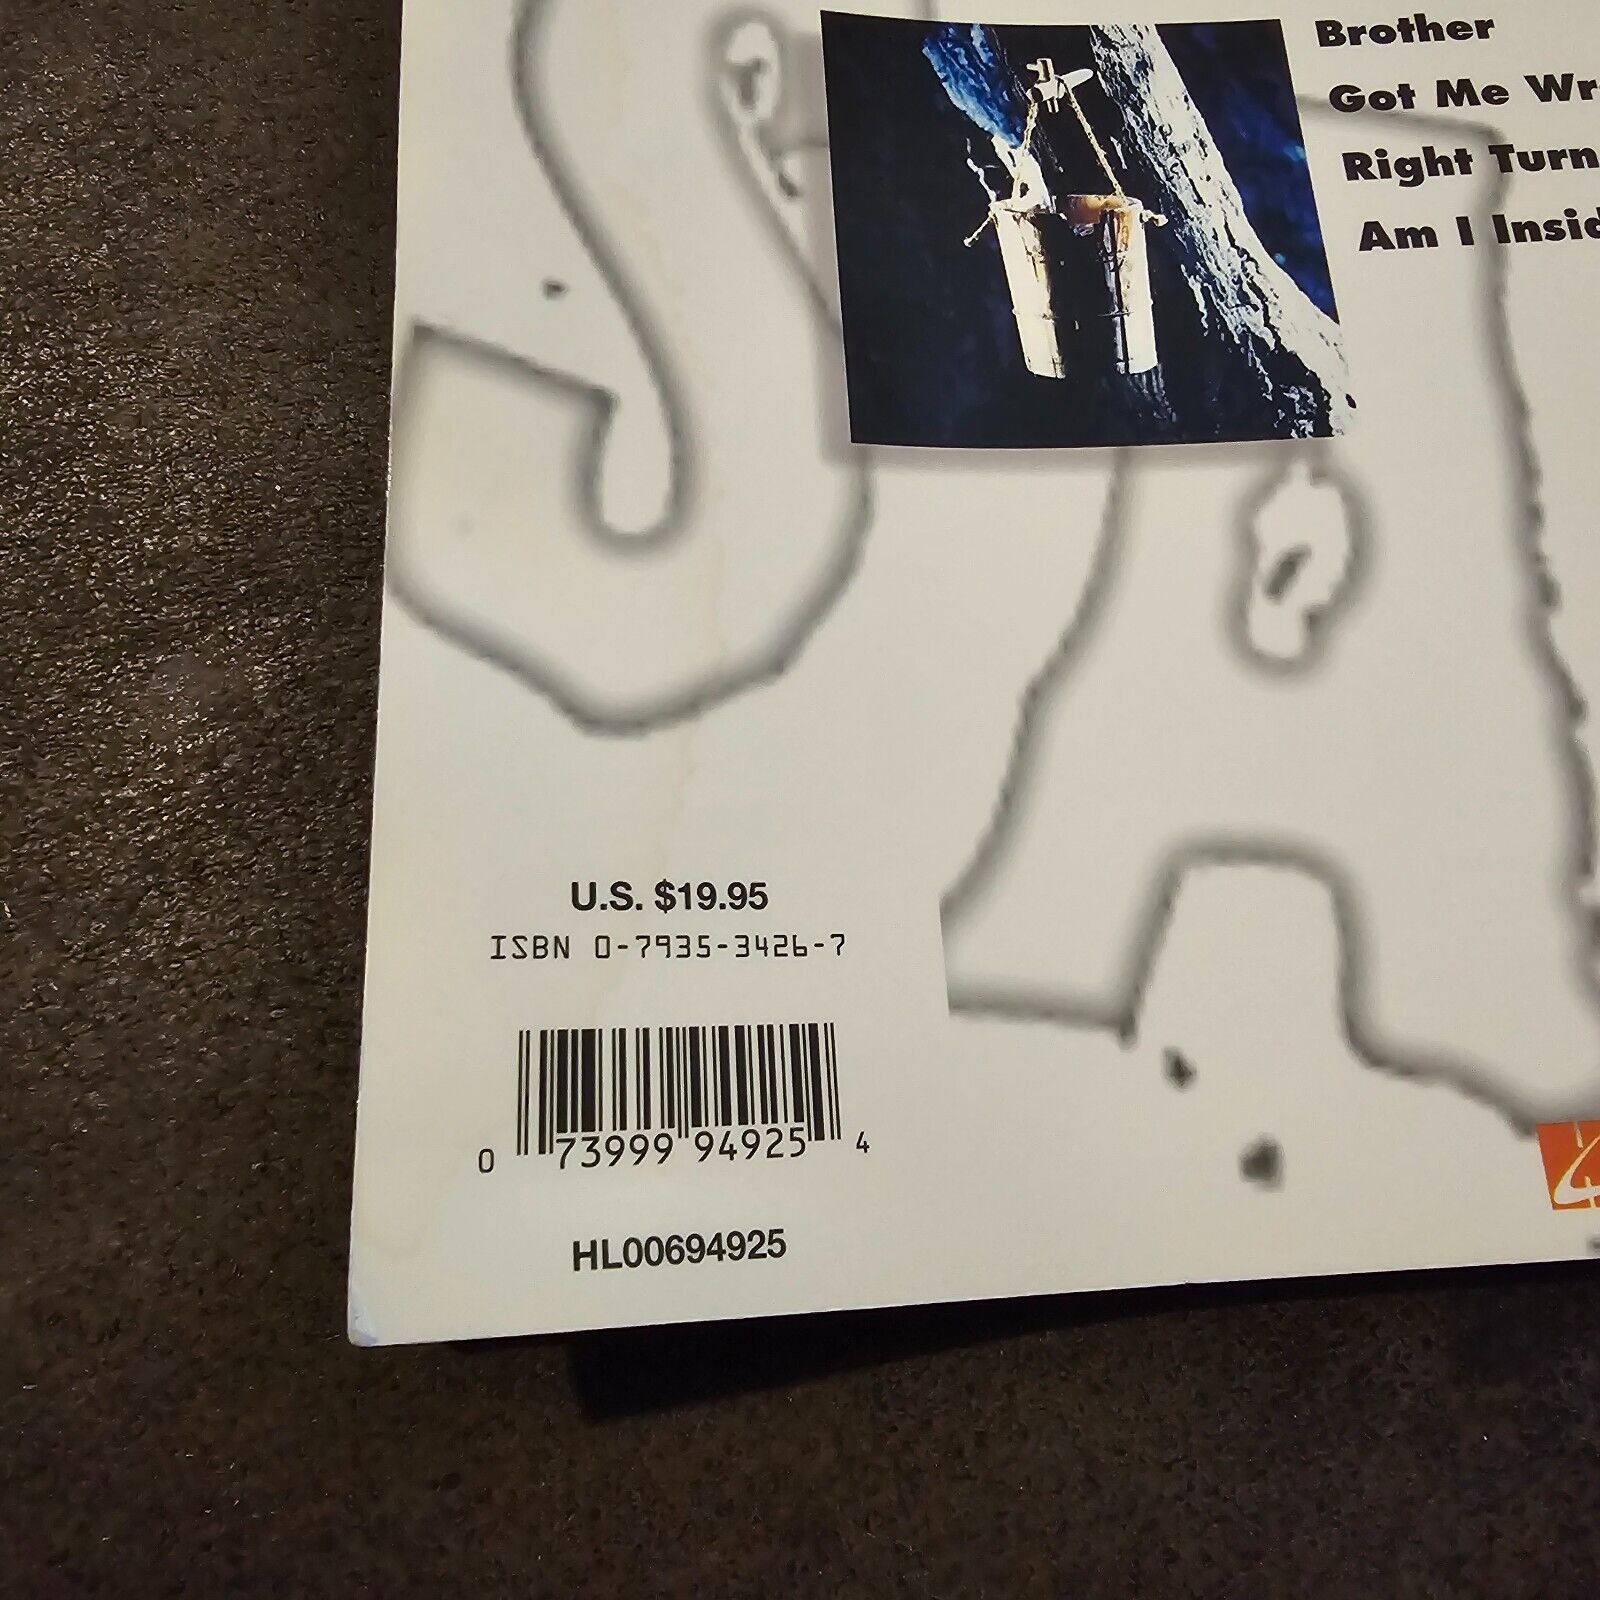 Brother
Got Me Wr
Right Turn
Am I Insid
U.S. $19.95
ISBN 0-7935-3426-7
0 73999 94925 4
HL00694925